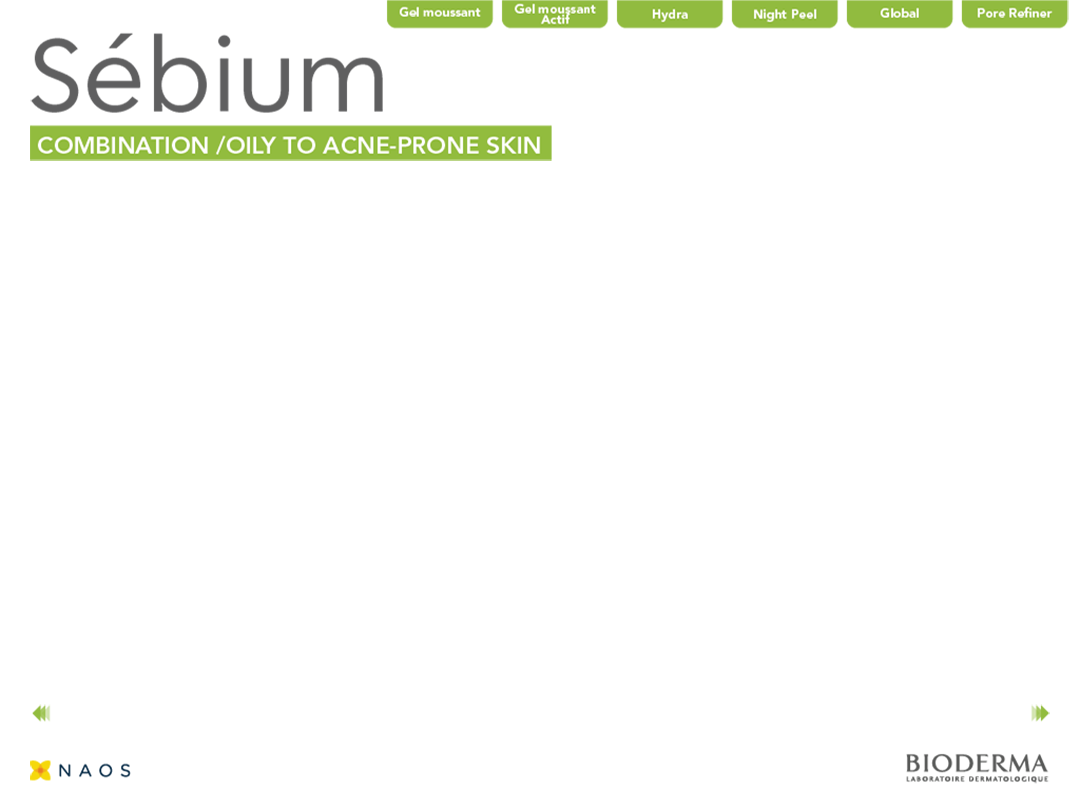 Gel moussant
Gel moussant
Actif
Hydra
Night Peel
Global
Pore Refiner
Sébium
COMBINATION /OILY TO ACNE-PRONE SKIN
NAOS
BIODERMA
LABORATOIRE DERMATOLOGIQUE